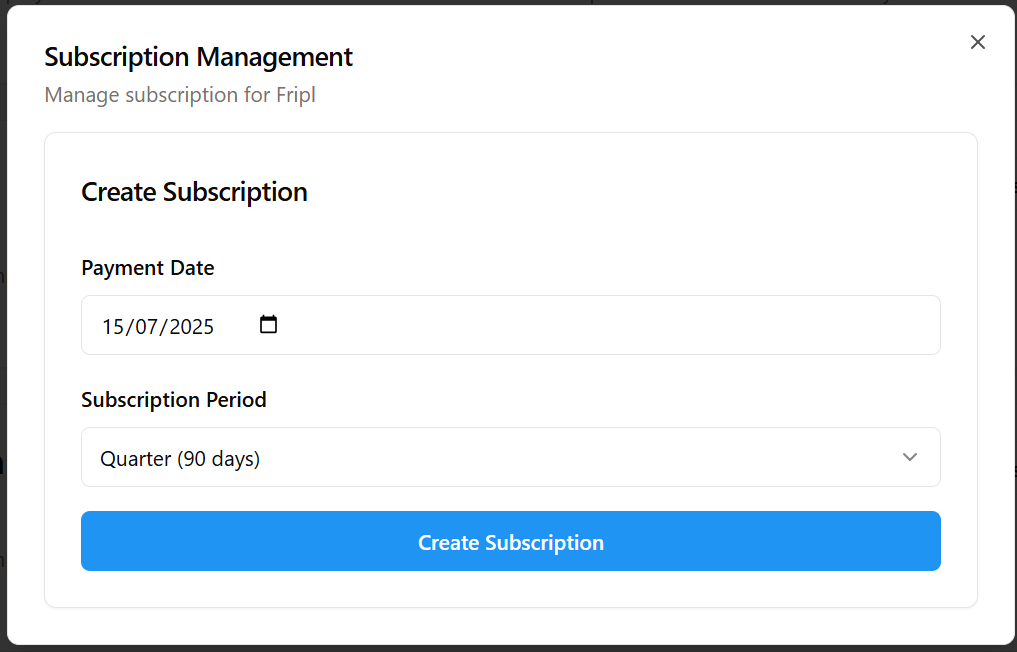 Subscription Management
Manage subscription for Fripl
Create Subscription
Payment Date
15/07/2025
Subscription Period
Quarter (90 days)
Create Subscription